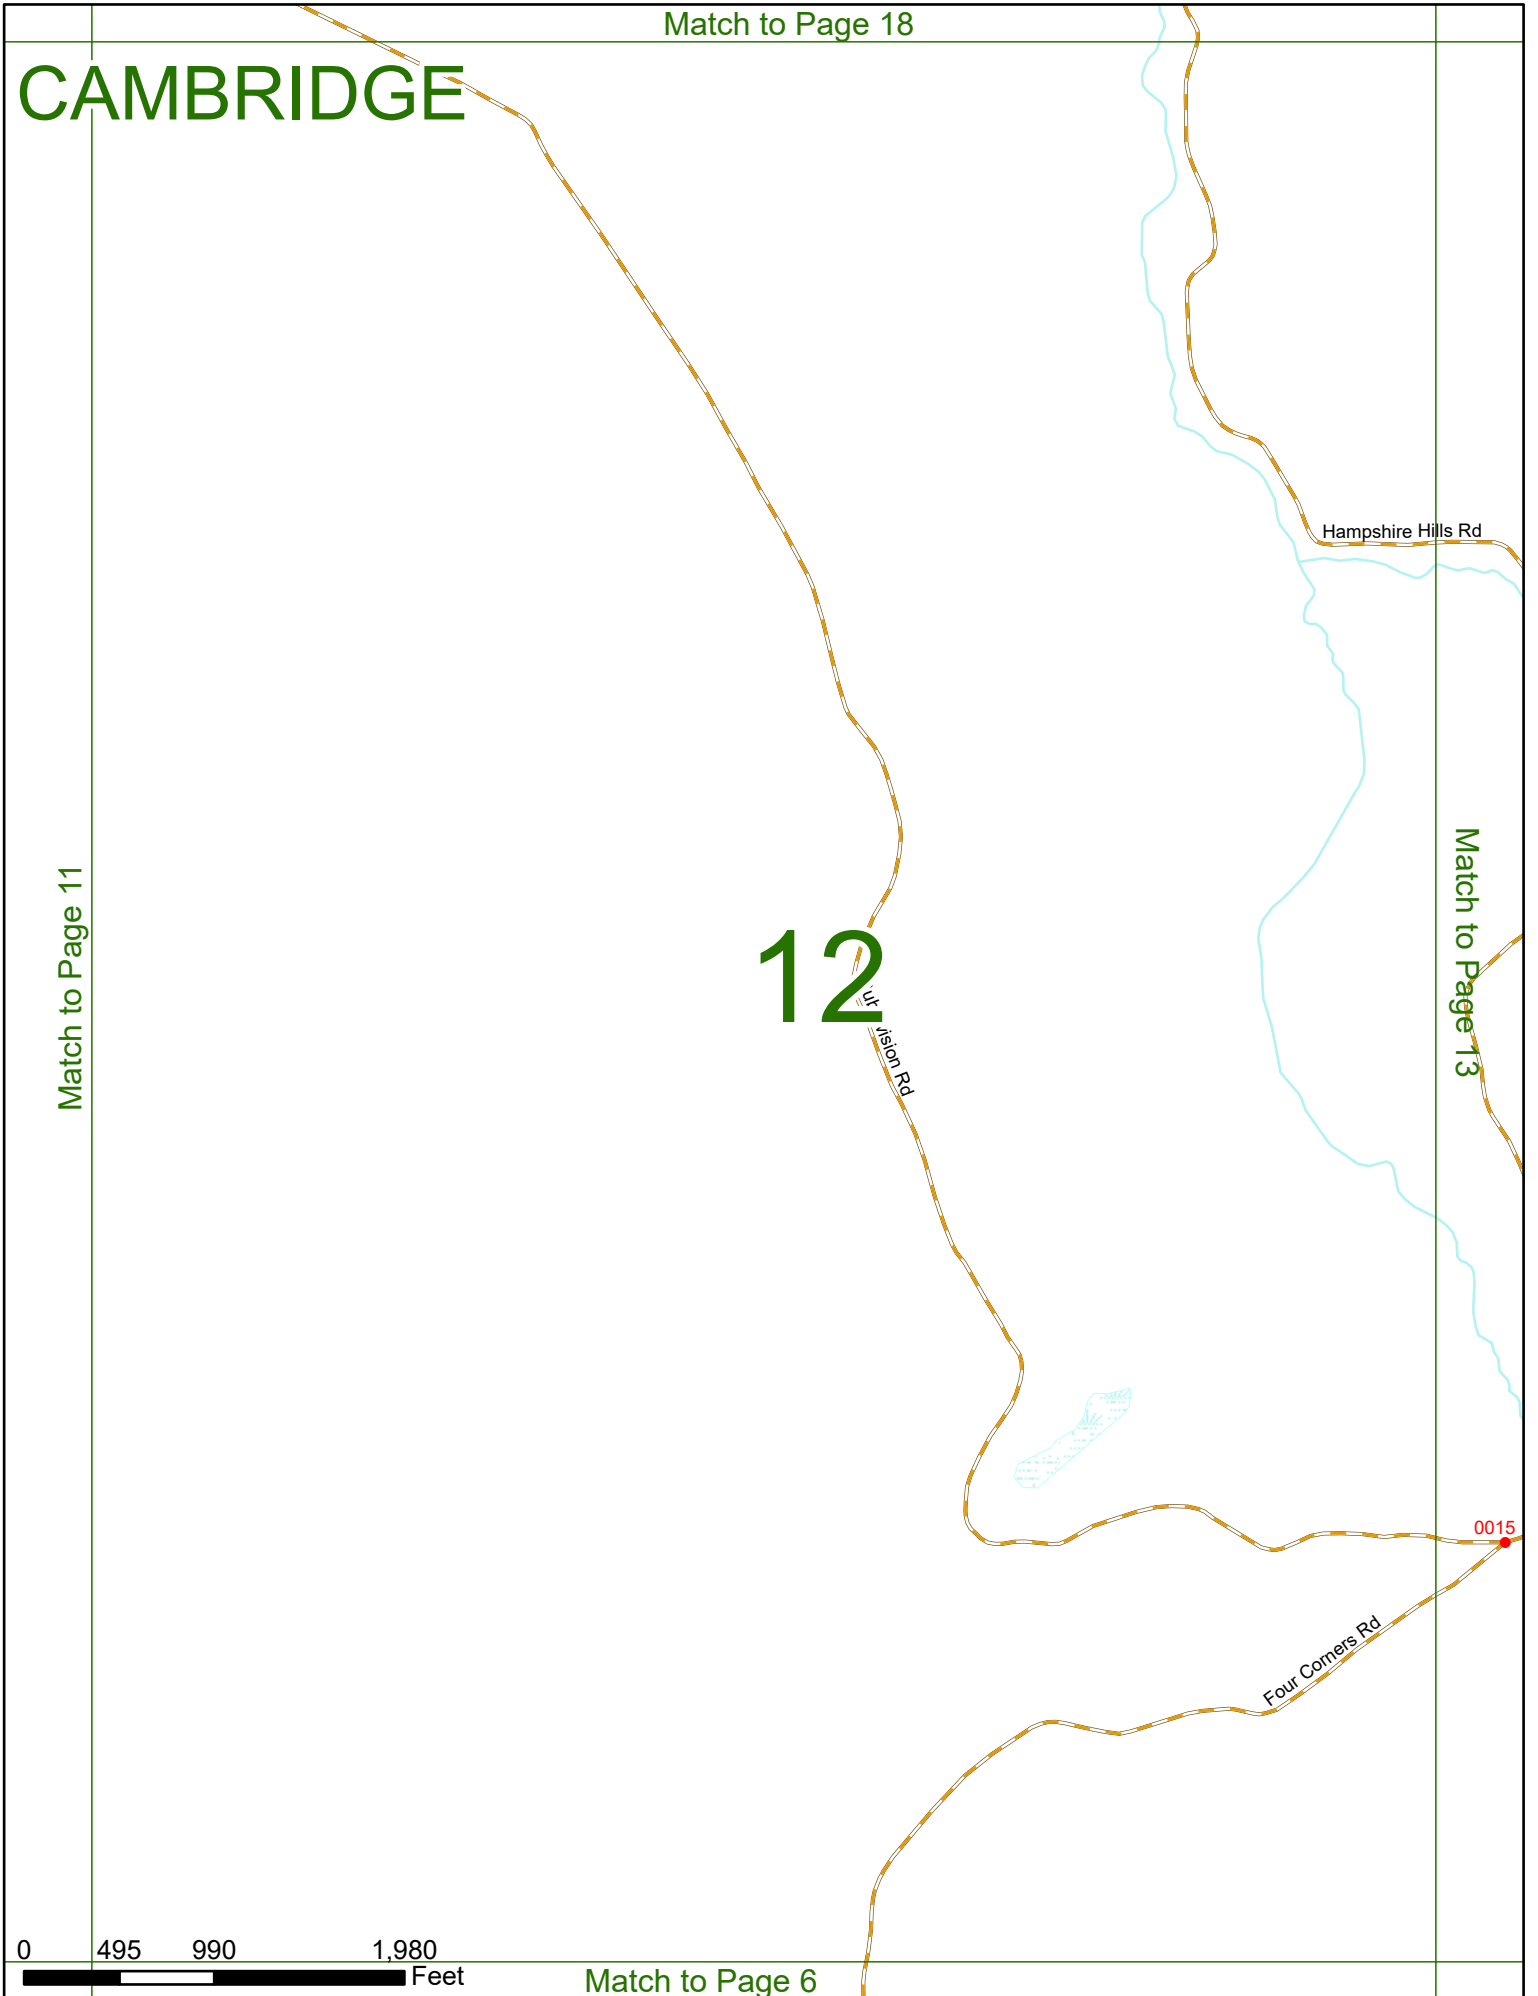 Match to Page 18
CAMBRIDGE
Hampshire Hills Rd
Match to Page 11
12
Match to Page 13
Rd
0015
Four Corners Rd
0 495 990 1,980
Feet
Match to Page 6